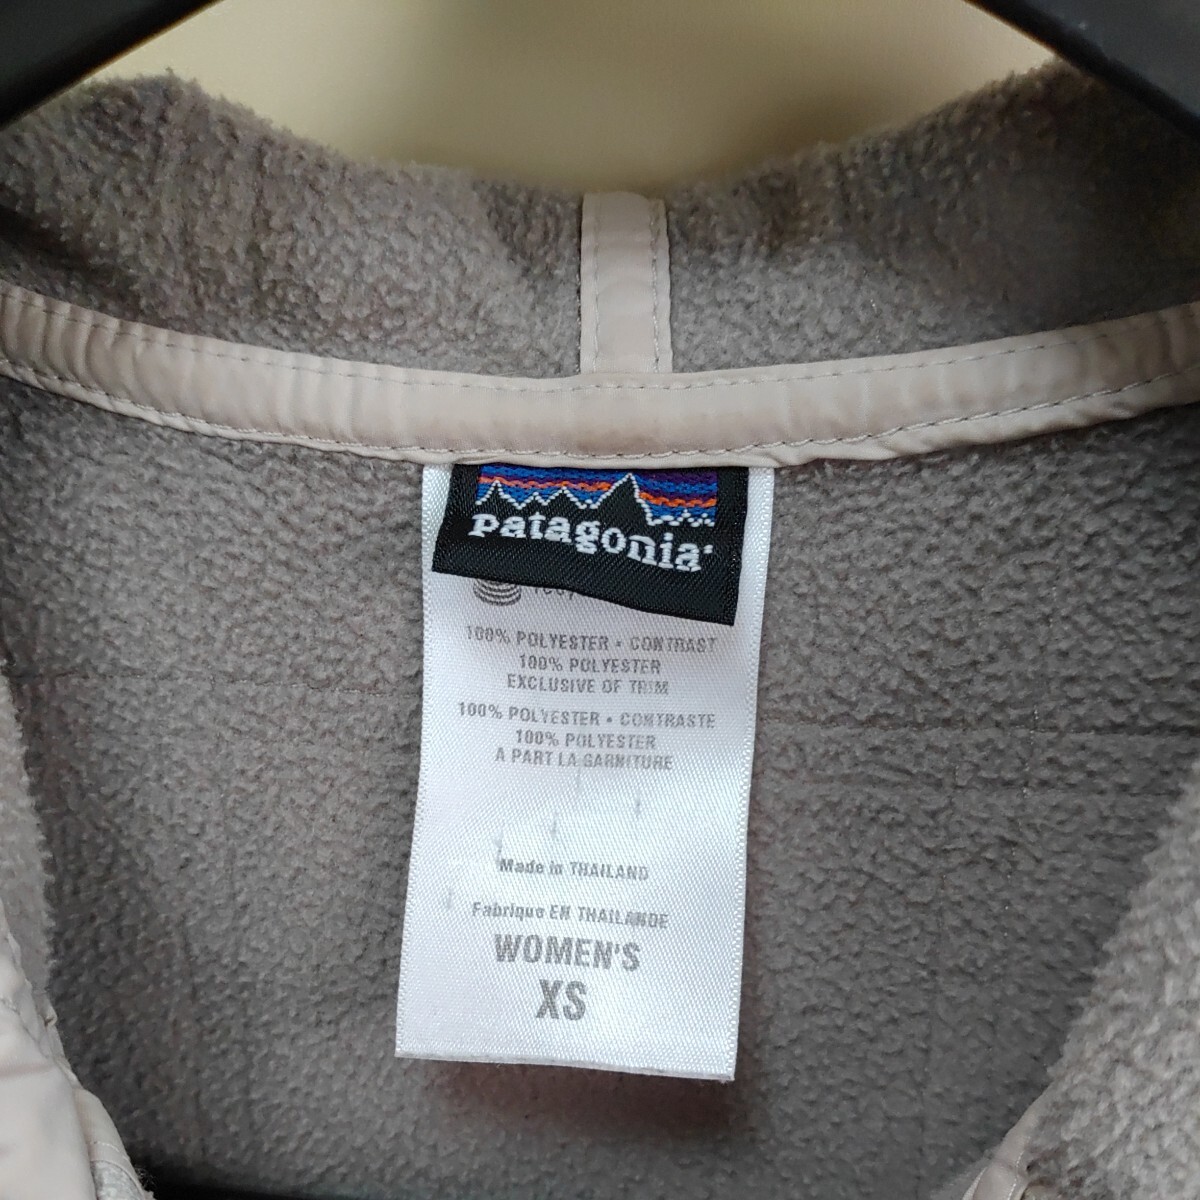 patagonia
100% POLYESTER • CONTRAST
100% POLYESTER
EXCLUSIVE OF TRIM
100% POLYESTER • CONTRASTE
100% POLYESTER
A PART LA GARNITURE
Made in THAILAND
Fabriqué EN THAILANDE
WOMEN'S
XS